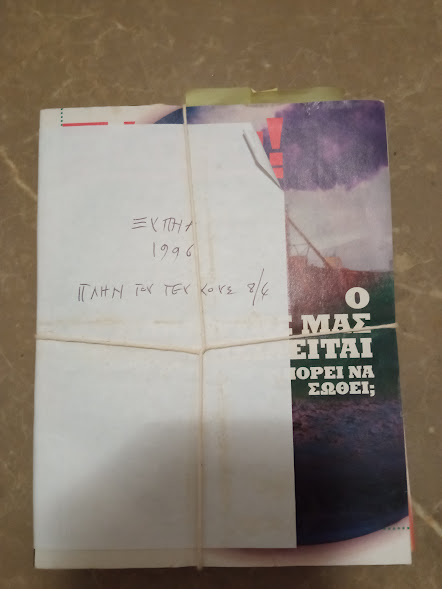 !
ΞΥΠΝΑ
1996
ΠΛΗΝ ΤΟΥ ΤΕΥΧΟΥΣ 8/4
Ο
ΜΑΣ
ΕΙΤΑΙ
ΠΟΡΕΙ ΝΑ
ΣΩΘΕΙ;